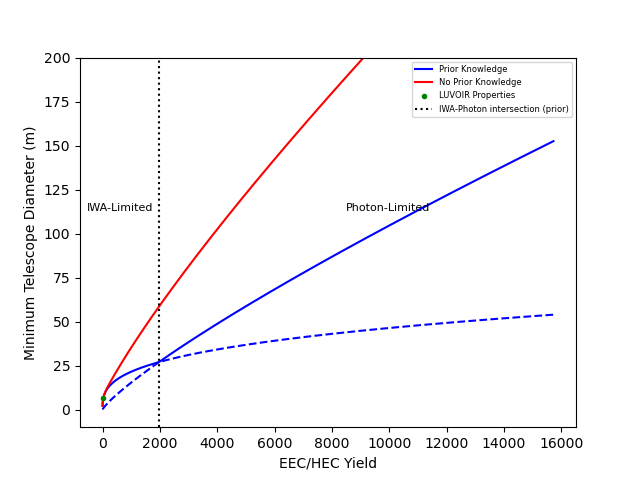 200
175
150
125
100
75
50
25
0
Minimum Telescope Diameter (m)
Prior Knowledge
No Prior Knowledge
LUVOIR Properties
IWA-Photon intersection (prior)
IWA-Limited
Photon-Limited
0 2000 4000 6000 8000 10000 12000 14000 16000
EEC/HEC Yield